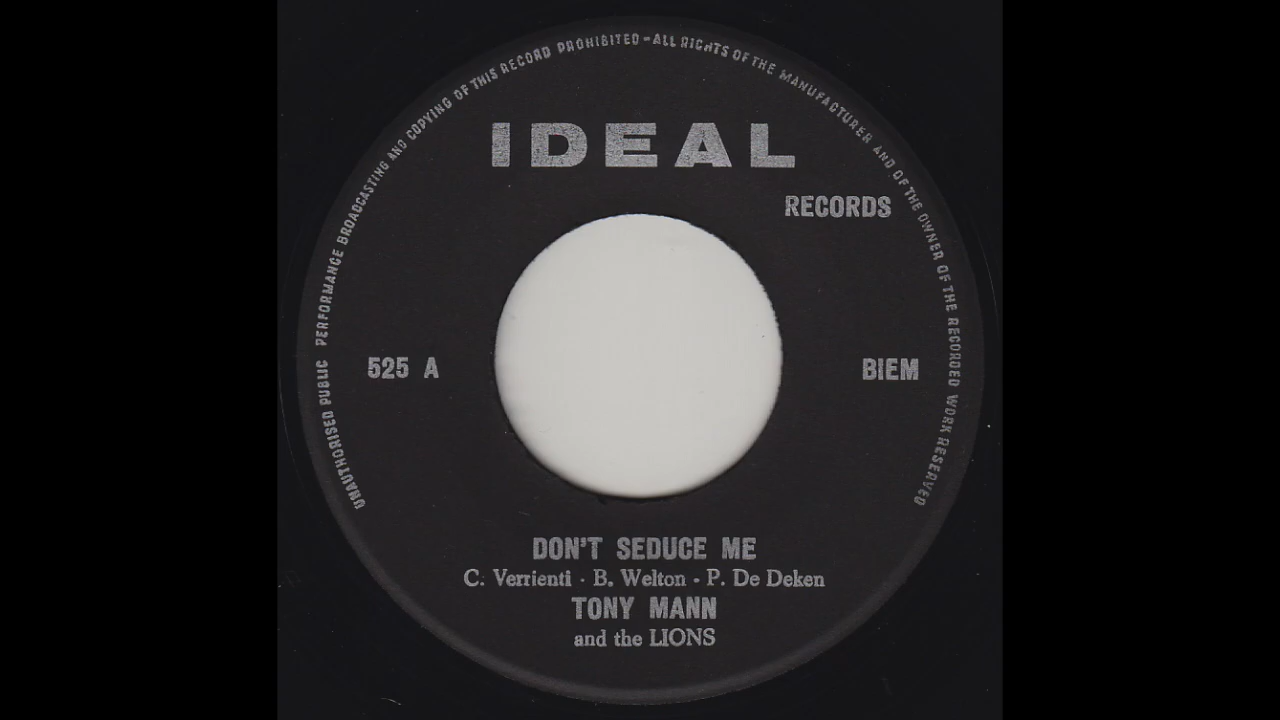 UNAUTHORISED PUBLIC PERFORMANCE BROADCASTING AND COPYING OF THIS RECORD PROHIBITED - ALL RIGHTS OF THE MANUFACTURER AND OF THE OWNER OF THE RECORDED WORK RESERVED
IDEAL
RECORDS
525 A
BIEM
DON'T SEDUCE ME
C. Verrienti · B. Welton · P. De Deken
TONY MANN
and the LIONS